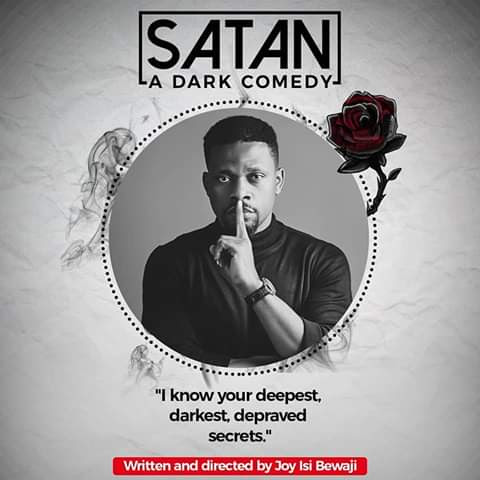 SATAN
A DARK COMEDY
"I know your deepest,
darkest, depraved
secrets."
Written and directed by Joy Isi Bewaji